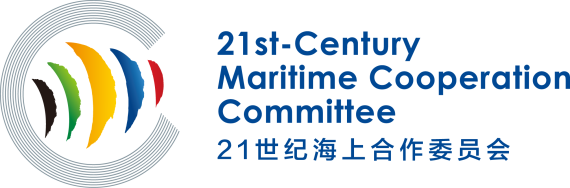 21st-Century
Maritime Cooperation
Committee
21世纪海上合作委员会